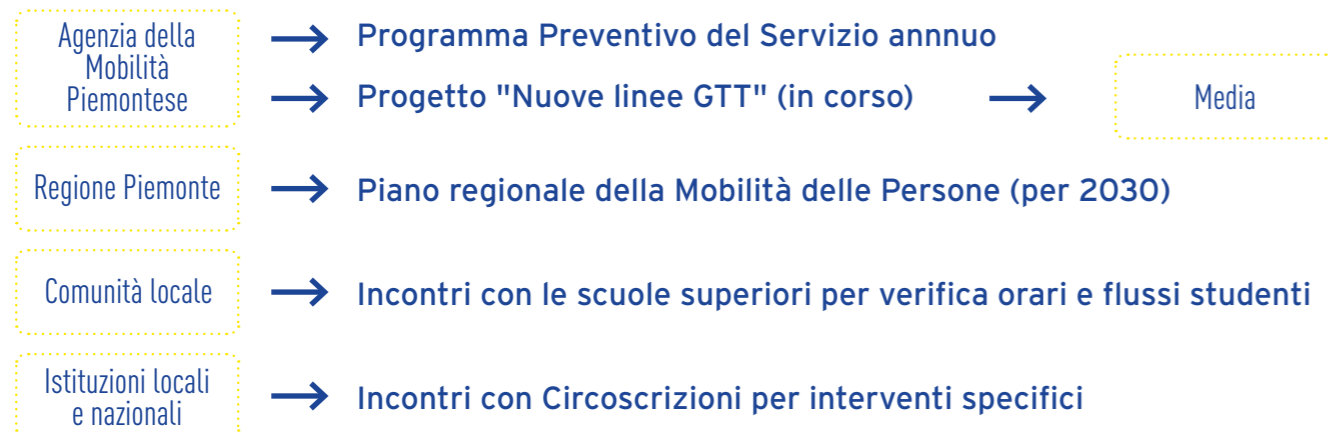 Agenzia della
Mobilità
Piemontese
Programma Preventivo del Servizio annnuo
Progetto "Nuove linee GTT" (in corso)
Media
Regione Piemonte
Piano regionale della Mobilità delle Persone (per 2030)
Comunità locale
Incontri con le scuole superiori per verifica orari e flussi studenti
Istituzioni locali
e nazionali
Incontri con Circoscrizioni per interventi specifici